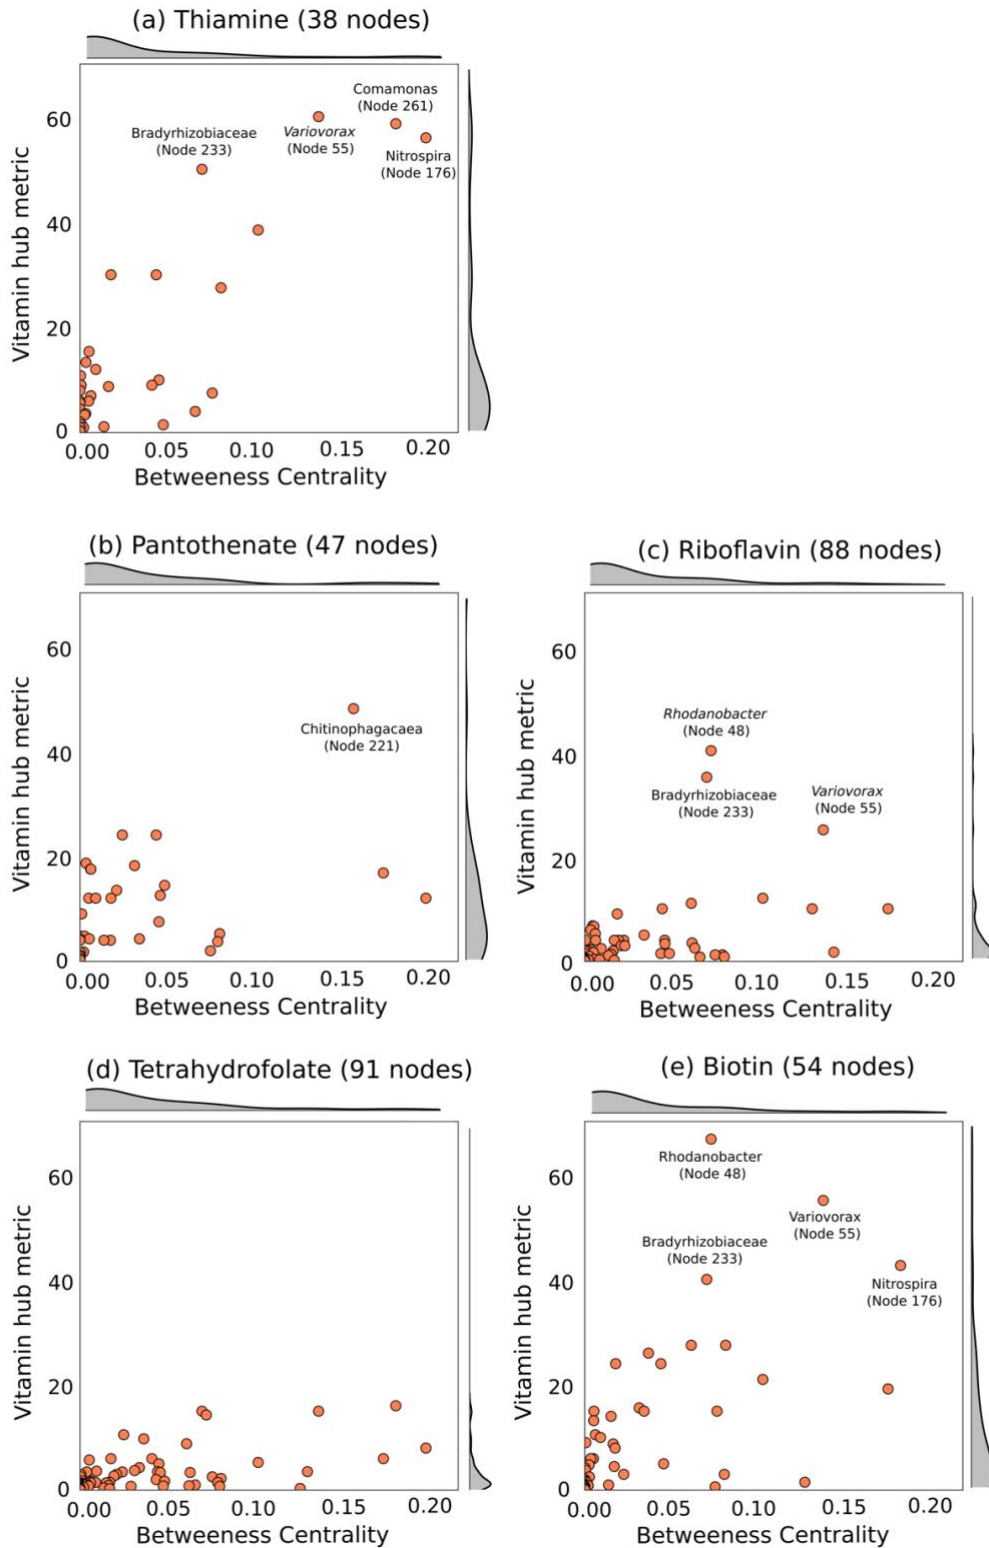 (a) Thiamine (38 nodes)
Vitamin hub metric
60
40
20
0
Comamonas
(Node 261)
Bradyrhizobiaceae
(Node 233)
Variovorax
(Node 55)
Nitrospira
(Node 176)
0.00 0.05 0.10 0.15 0.20
Betweeness Centrality
(b) Pantothenate (47 nodes)
Vitamin hub metric
60
40
20
0
Chitinophagacaea
(Node 221)
0.00 0.05 0.10 0.15 0.20
Betweeness Centrality
(c) Riboflavin (88 nodes)
Vitamin hub metric
60
40
20
0
Rhodanobacter
(Node 48)
Bradyrhizobiaceae
(Node 233)
Variovorax
(Node 55)
0.00 0.05 0.10 0.15 0.20
Betweeness Centrality
(d) Tetrahydrofolate (91 nodes)
Vitamin hub metric
60
40
20
0
0.00 0.05 0.10 0.15 0.20
Betweeness Centrality
(e) Biotin (54 nodes)
Vitamin hub metric
60
40
20
0
Rhodanobacter
(Node 48)
Variovorax
(Node 55)
Bradyrhizobiaceae
(Node 233)
Nitrospira
(Node 176)
0.00 0.05 0.10 0.15 0.20
Betweeness Centrality